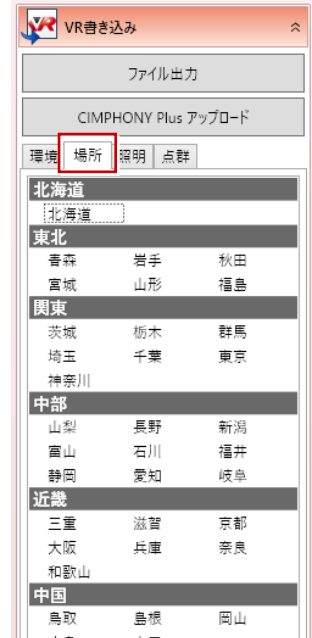 VR VR書き込み
ファイル出力
CIMPHONY Plus アップロード
環境 場所 照明 点群
北海道
北海道
東北
青森 岩手 秋田
宮城 山形 福島
関東
茨城 栃木 群馬
埼玉 千葉 東京
神奈川
中部
山梨 長野 新潟
富山 石川 福井
静岡 愛知 岐阜
近畿
三重 滋賀 京都
大阪 兵庫 奈良
和歌山
中国
鳥取 島根 岡山